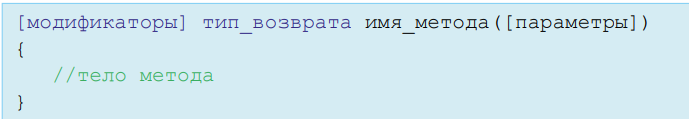 [модификаторы] тип_возврата имя_метода([параметры])
{
//тело метода
}